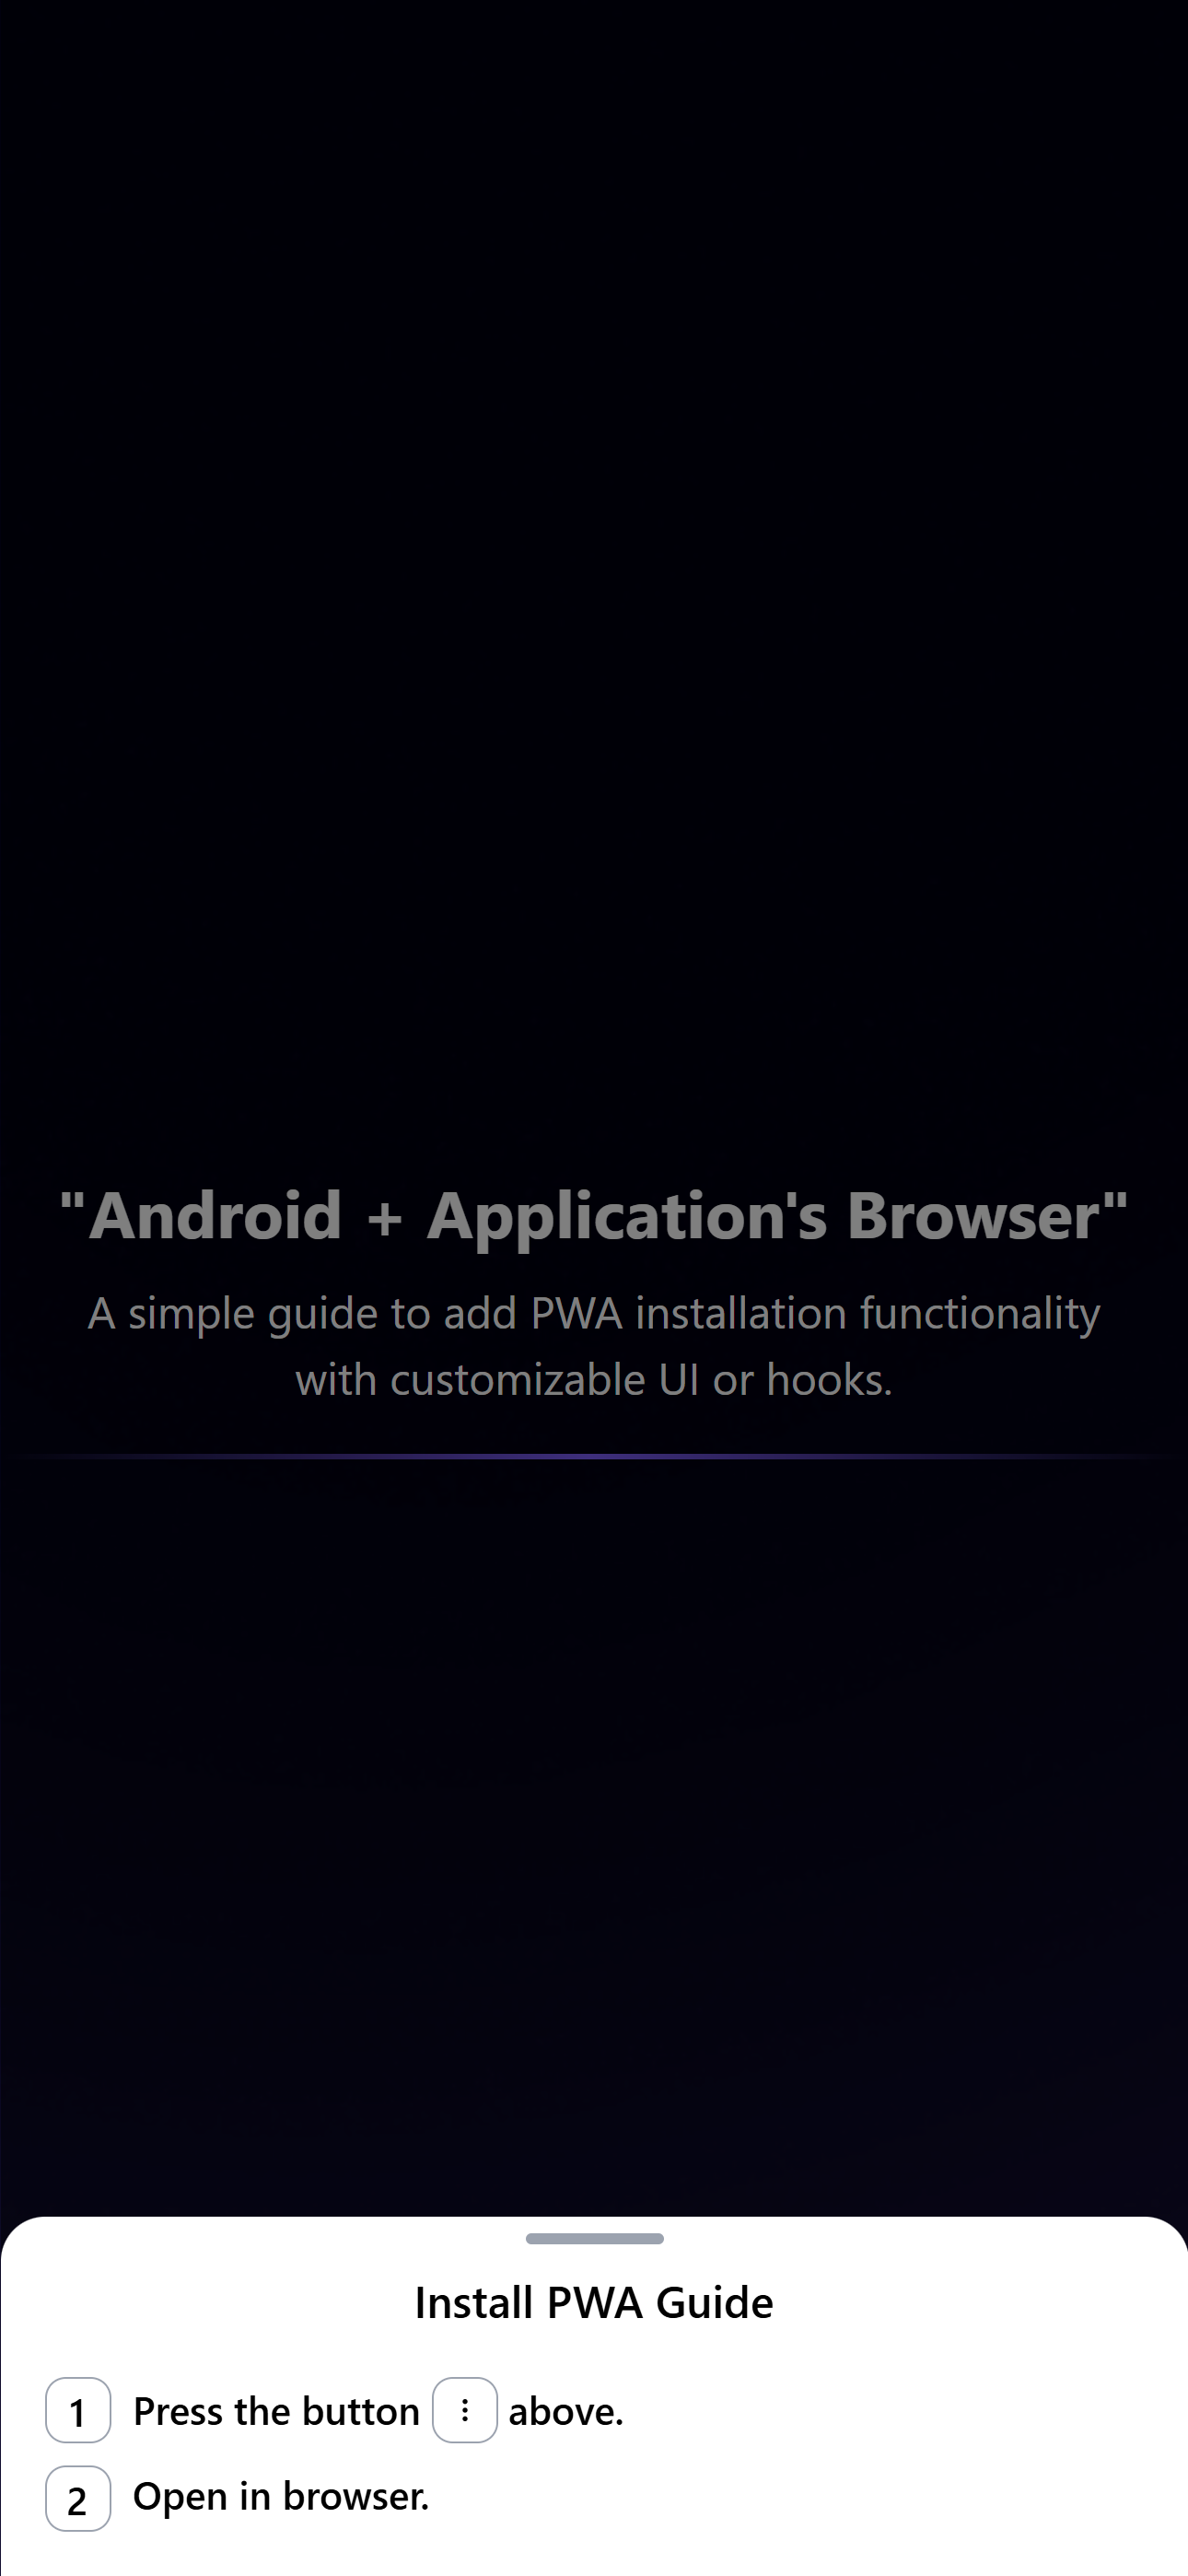 "Android + Application's Browser"
A simple guide to add PWA installation functionality
with customizable UI or hooks.
Install PWA Guide
1 Press the button ⋮ above.
2 Open in browser.